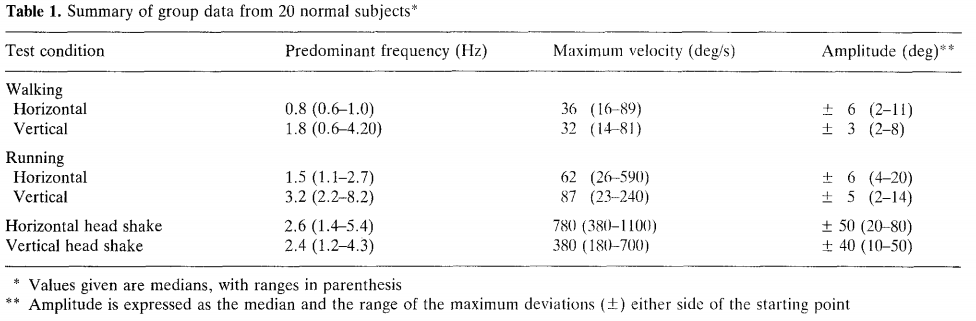 Table 1. Summary of group data from 20 normal subjects*
Test condition Predominant frequency (Hz) Maximum velocity (deg/s) Amplitude (deg)**
Walking
Horizontal 0.8 (0.6–1.0) 36 (16–89) ± 6 (2–11)
Vertical 1.8 (0.6–4.20) 32 (14–81) ± 3 (2–8)
Running
Horizontal 1.5 (1.1–2.7) 62 (26–590) ± 6 (4–20)
Vertical 3.2 (2.2–8.2) 87 (23–240) ± 5 (2–14)
Horizontal head shake 2.6 (1.4–5.4) 780 (380–1100) ± 50 (20–80)
Vertical head shake 2.4 (1.2–4.3) 380 (180–700) ± 40 (10–50)
* Values given are medians, with ranges in parenthesis
** Amplitude is expressed as the median and the range of the maximum deviations (±) either side of the starting point